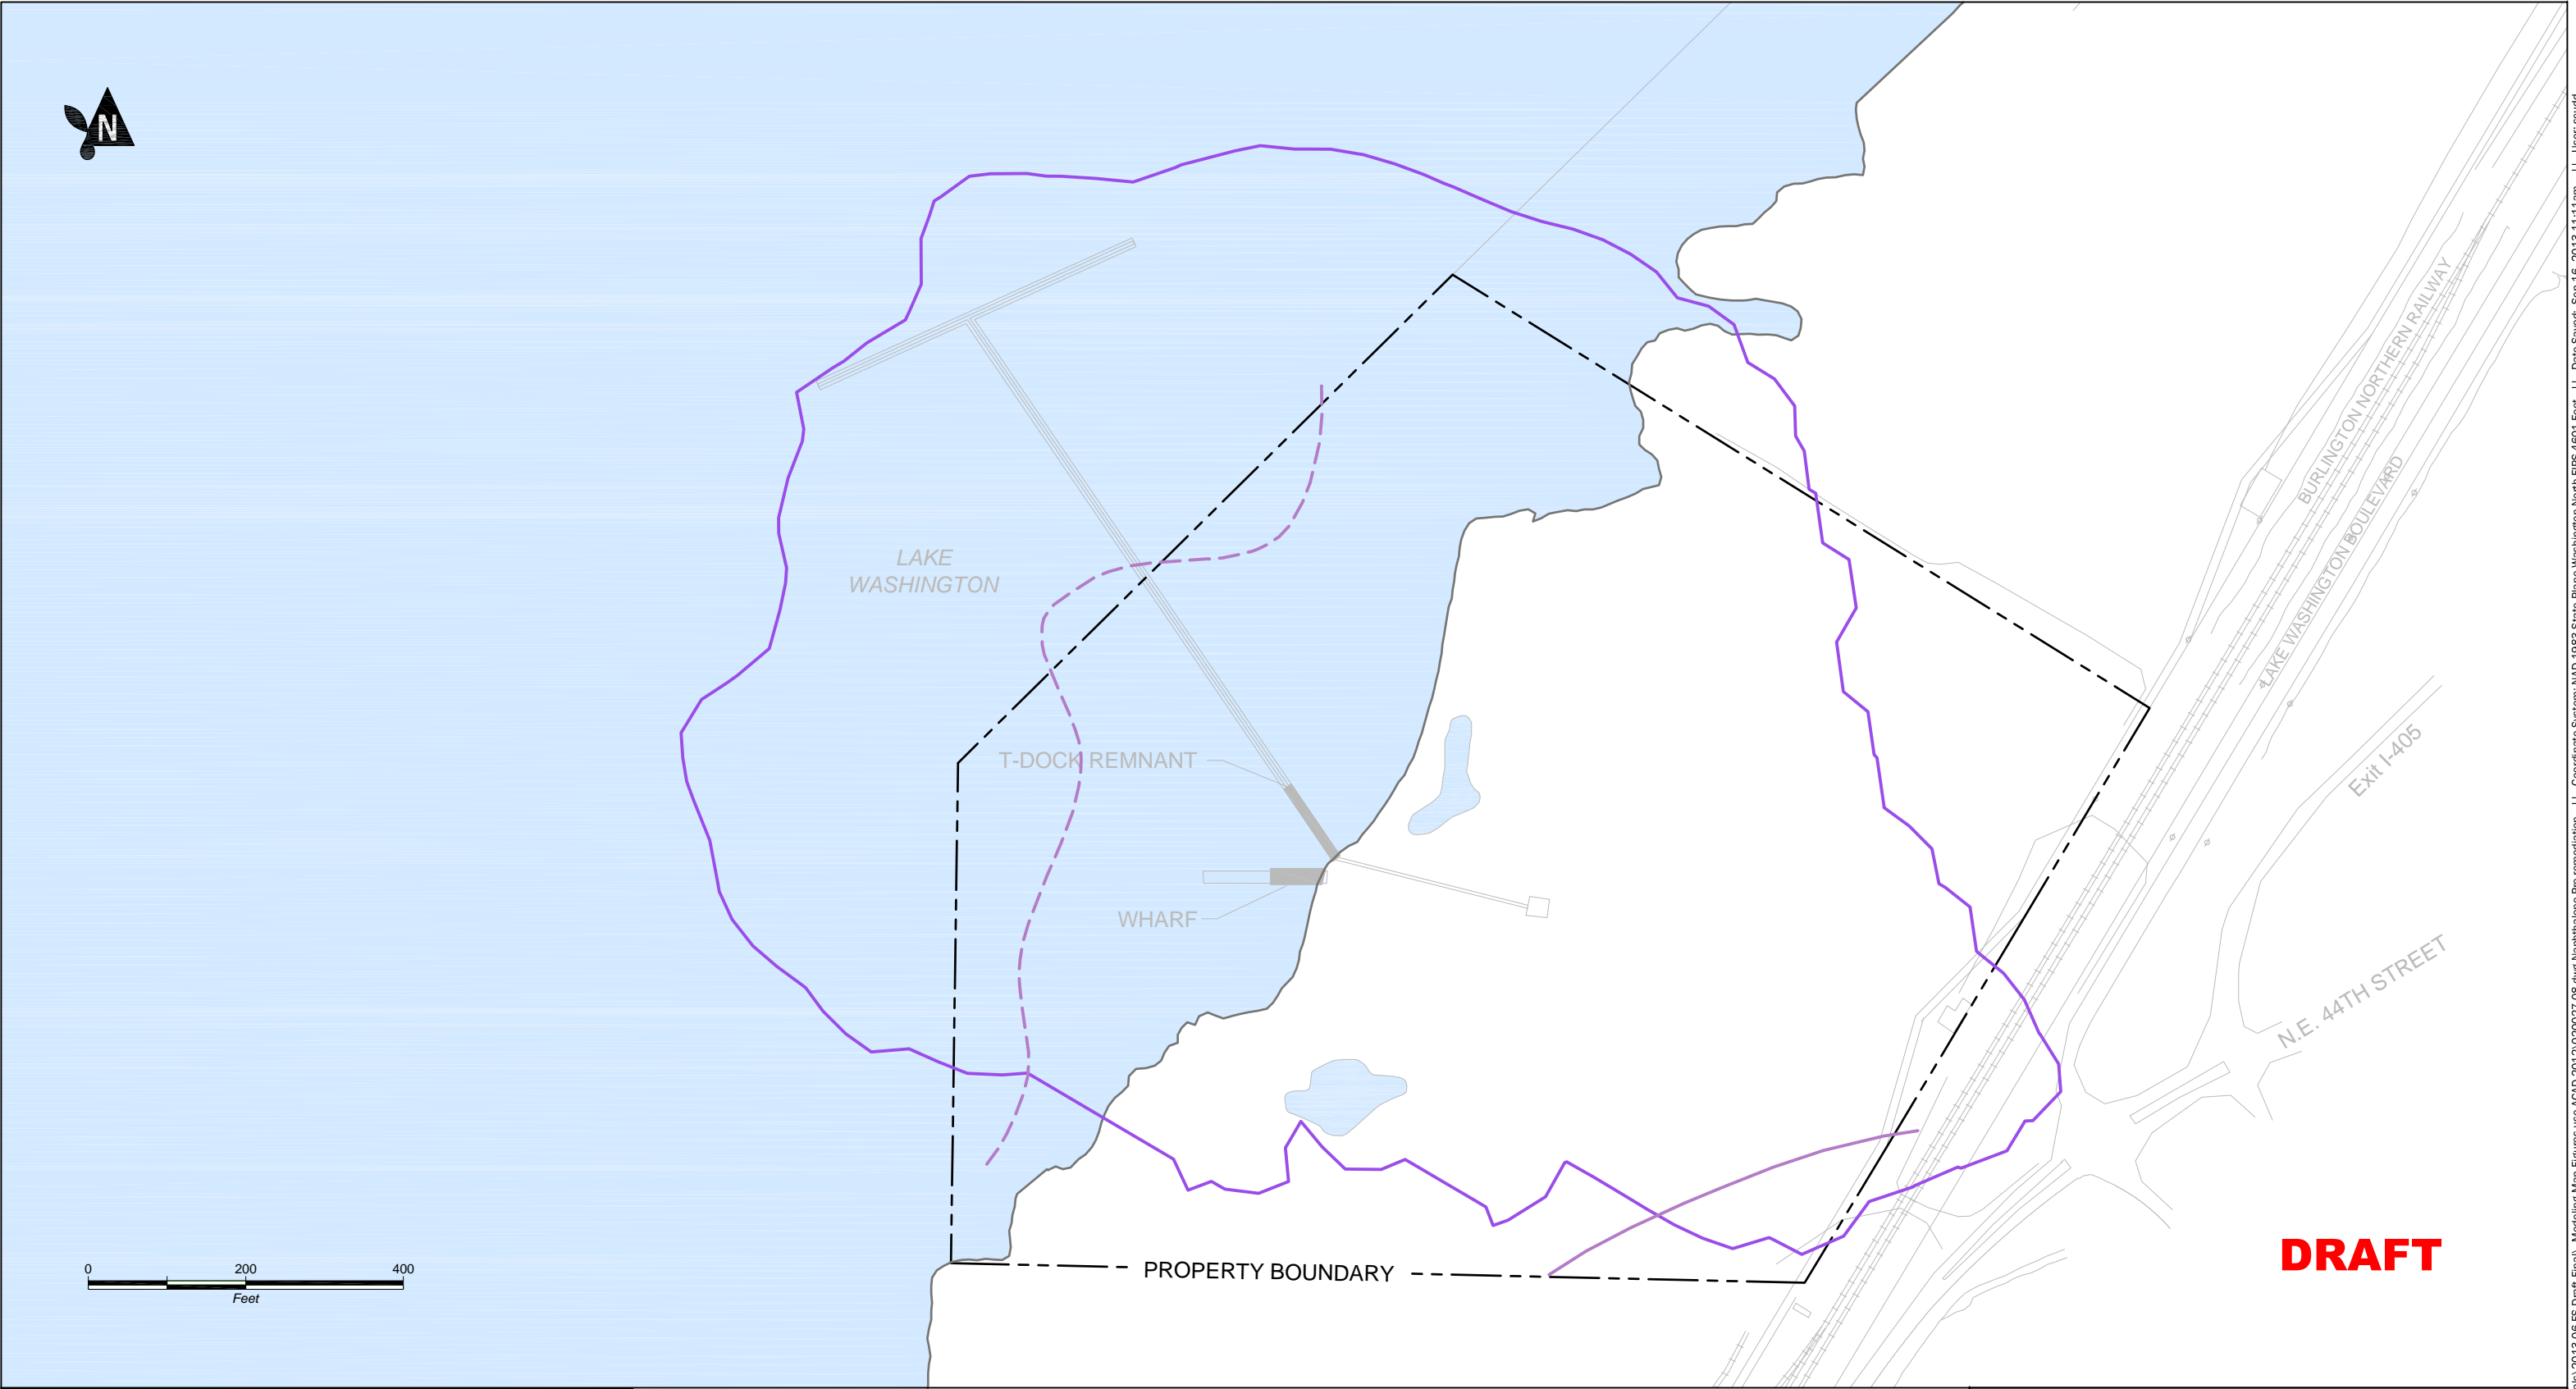 N
BURLINGTON NORTHERN RAILWAY
LAKE WASHINGTON BOULEVARD
LAKE
WASHINGTON
T-DOCK REMNANT
Exit I-405
WHARF
N.E. 44TH STREET
PROPERTY BOUNDARY
DRAFT
0 200 400
Feet